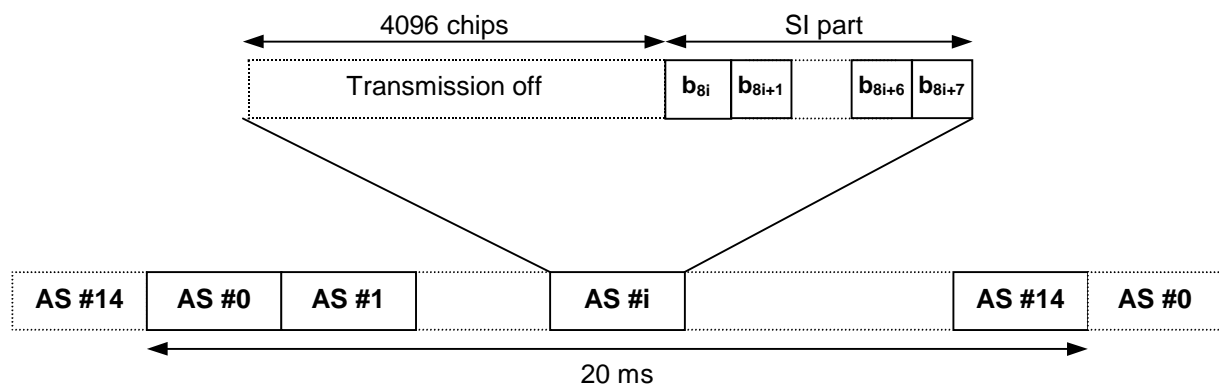 4096 chips SI part
Transmission off b8i b8i+1 b8i+6 b8i+7
AS #14 AS #0 AS #1 AS #i AS #14 AS #0
20 ms